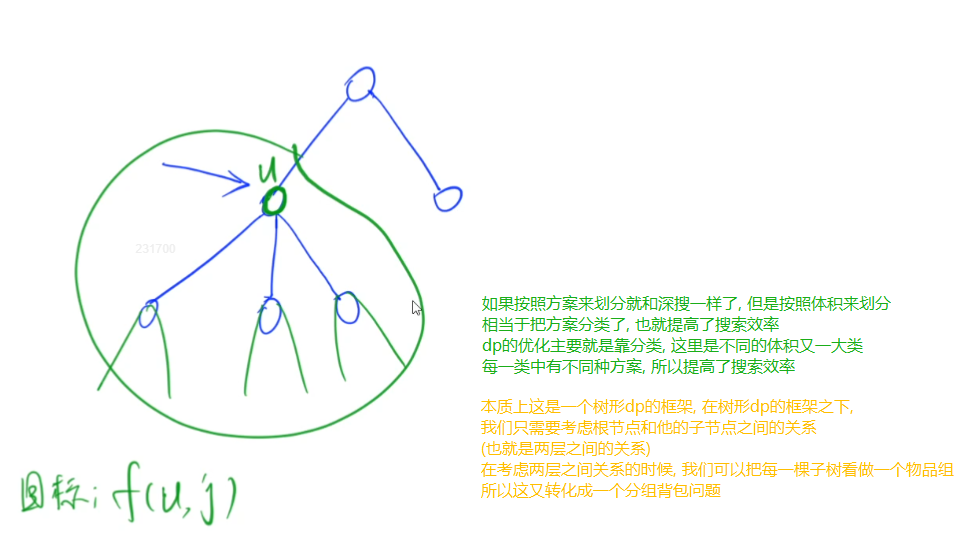 u
231700
如果按照方案来划分就和深搜一样了, 但是按照体积来划分
相当于把方案分类了, 也就提高了搜索效率
dp的优化主要就是靠分类, 这里是不同的体积又一大类
每一类中有不同种方案, 所以提高了搜索效率
本质上这是一个树形dp的框架, 在树形dp的框架之下,
我们只需要考虑根节点和他的子节点之间的关系
(也就是两层之间的关系)
在考虑两层之间关系的时候, 我们可以把每一棵子树看做一个物品组
所以这又转化成一个分组背包问题
目标: f(u,j)